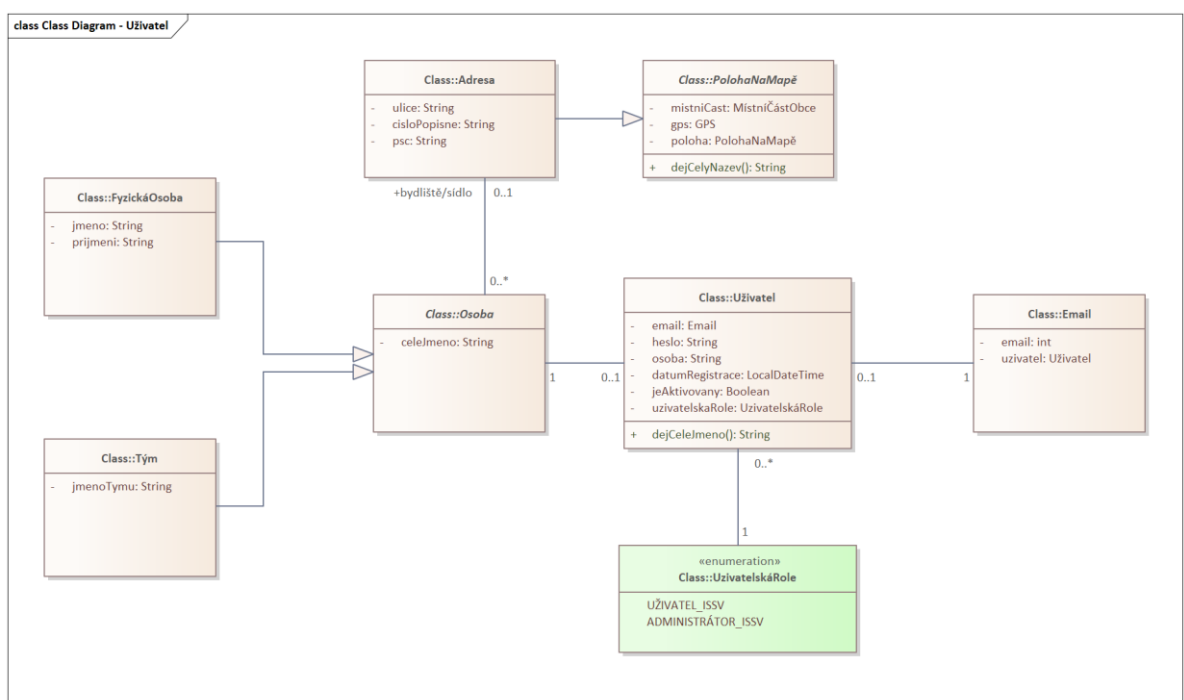 class Class Diagram - Uživatel
Class::Adresa
- ulice: String
- cisloPopisne: String
- psc: String
Class::PolohaNaMapě
- mistniCast: MístníČástObce
- gps: GPS
- poloha: PolohaNaMapě
+ dejCelyNazev(): String
+bydliště/sídlo 0..1
Class::FyzickáOsoba
- jmeno: String
- prijmeni: String
0..*
Class::Osoba
- celeJmeno: String
1 0..1
Class::Uživatel
- email: Email
- heslo: String
- osoba: String
- datumRegistrace: LocalDateTime
- jeAktivovany: Boolean
- uzivatelskaRole: UzivatelskáRole
+ dejCeleJmeno(): String
0..1 1
Class::Email
- email: int
- uzivatel: Uživatel
Class::Tým
- jmenoTymu: String
0..*
1
«enumeration»
Class::UzivatelskáRole
UŽIVATEL_ISSV
ADMINISTRÁTOR_ISSV